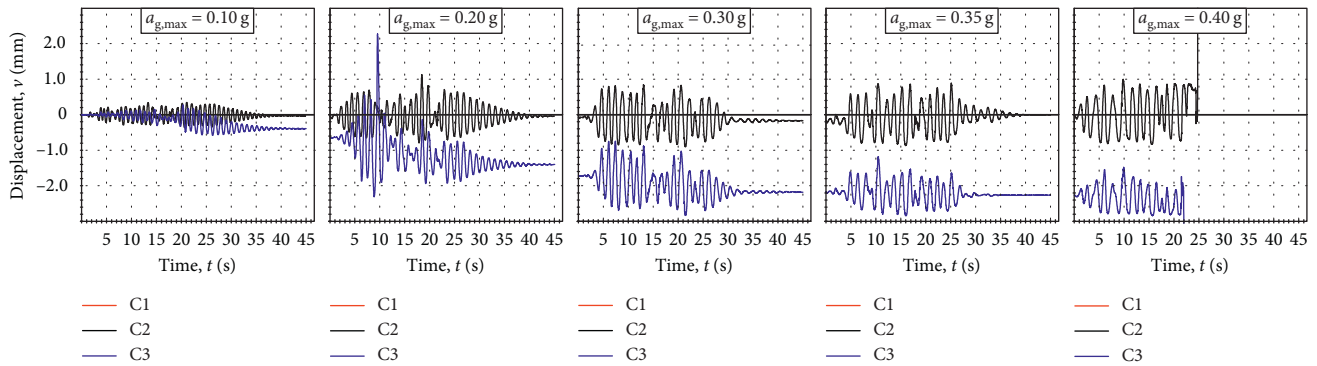 a_g,max = 0.10 g
a_g,max = 0.20 g
a_g,max = 0.30 g
a_g,max = 0.35 g
a_g,max = 0.40 g
Displacement, v (mm)
2.0
1.0
0
−1.0
−2.0
5 10 15 20 25 30 35 40 45
5 10 15 20 25 30 35 40 45
5 10 15 20 25 30 35 40 45
5 10 15 20 25 30 35 40 45
5 10 15 20 25 30 35 40 45
Time, t (s)
Time, t (s)
Time, t (s)
Time, t (s)
Time, t (s)
C1
C2
C3
C1
C2
C3
C1
C2
C3
C1
C2
C3
C1
C2
C3